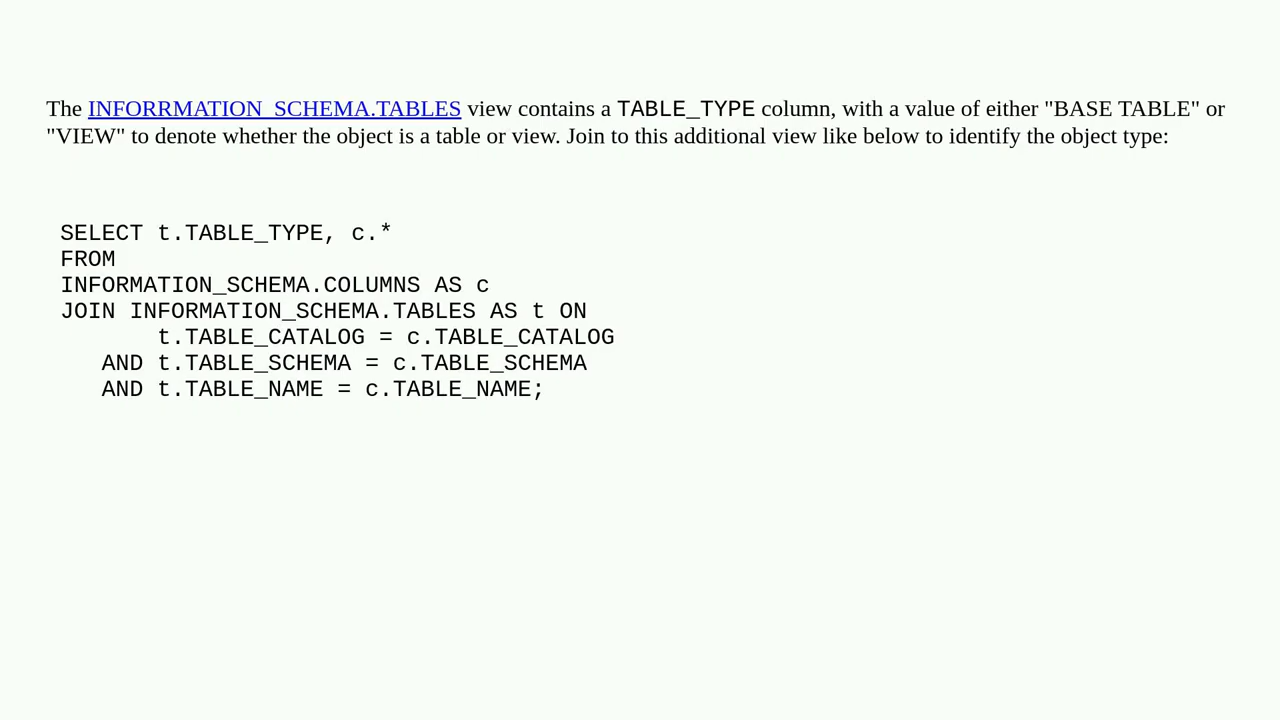 The INFORRMATION_SCHEMA.TABLES view contains a TABLE_TYPE column, with a value of either "BASE TABLE" or
"VIEW" to denote whether the object is a table or view. Join to this additional view like below to identify the object type:
SELECT t.TABLE_TYPE, c.*
FROM
INFORMATION_SCHEMA.COLUMNS AS c
JOIN INFORMATION_SCHEMA.TABLES AS t ON
       t.TABLE_CATALOG = c.TABLE_CATALOG
   AND t.TABLE_SCHEMA = c.TABLE_SCHEMA
   AND t.TABLE_NAME = c.TABLE_NAME;